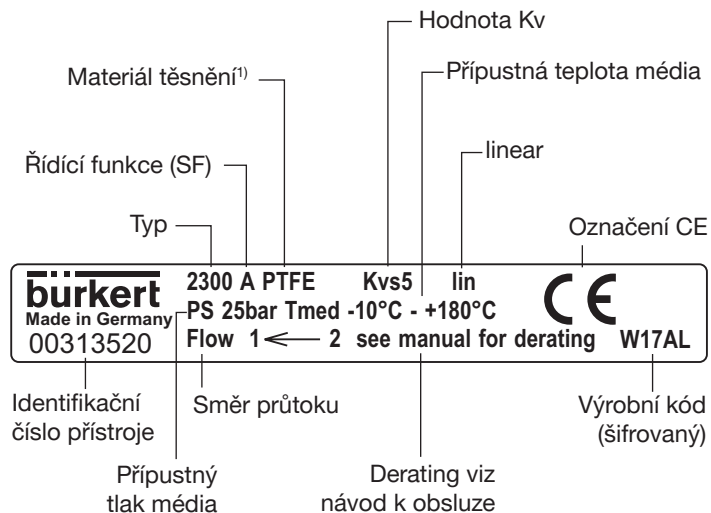 Hodnota Kv
Materiál těsnění1)
Přípustná teplota média
Řídící funkce (SF)
linear
Typ
Označení CE
bürkert
Made in Germany
00313520
2300 A PTFE Kvs5 lin
PS 25bar Tmed -10°C - +180°C
Flow 1 ← 2 see manual for derating W17AL
CE
Identifikační
číslo přístroje
Směr průtoku
Výrobní kód
(šifrovaný)
Přípustný
tlak média
Derating viz
návod k obsluze